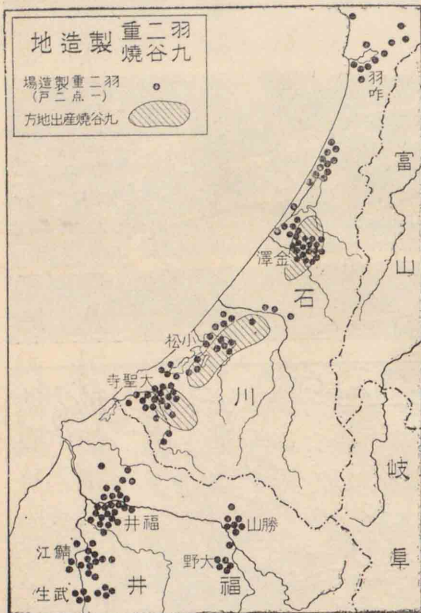 羽二重
九谷燒
製造地
羽二重製造場
(一点二戸)
九谷燒産出地方
羽咋
富山
金澤
石川
小松
大聖寺
岐阜
福井
勝山
鯖江
大野
武生
福井